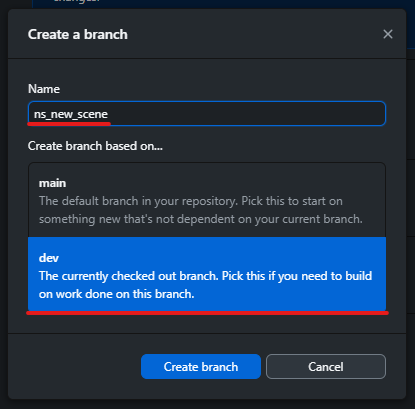 changes.
Create a branch
Name
ns_new_scene
Create branch based on...
main
The default branch in your repository. Pick this to start on
something new that's not dependent on your current branch.
dev
The currently checked out branch. Pick this if you need to build
on work done on this branch.
Create branch
Cancel